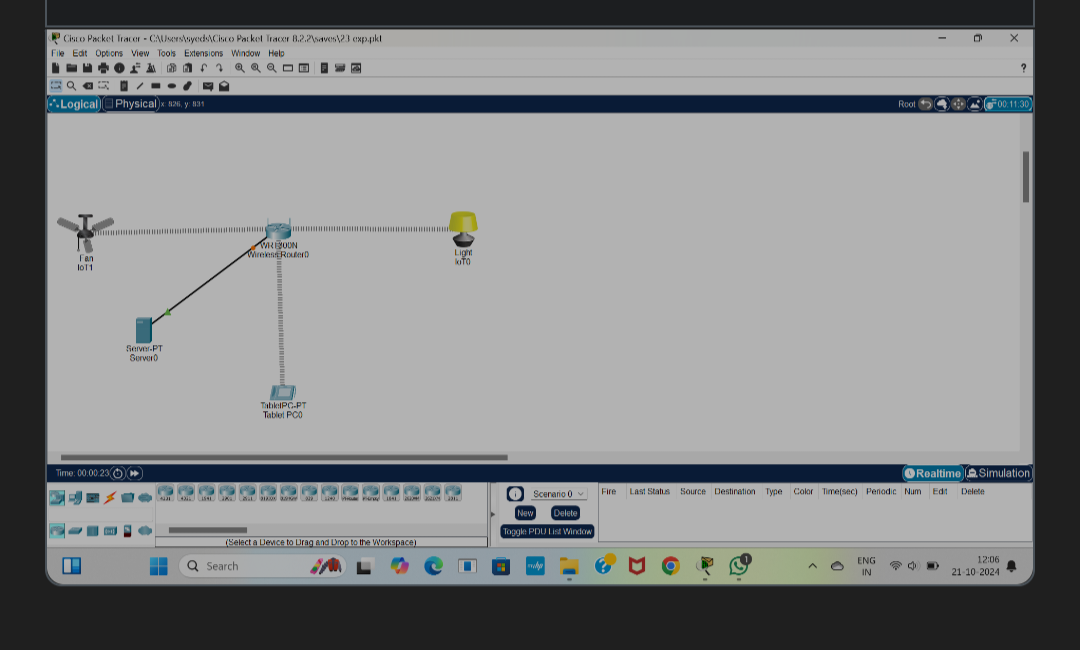 Cisco Packet Tracer - C:\Users\syeds\Cisco Packet Tracer 8.2.2\saves\23 exp.pkt
File Edit Options View Tools Extensions Window Help
?
Logical Physical x: 826, y: 831 Root 00:11:30
Fan
IoT1
WRT300N
Wireless Router0
Light
IoT0
Server-PT
Server0
TabletPC-PT
Tablet PC0
Time: 00:00:23 Realtime Simulation
Scenario 0 Fire Last Status Source Destination Type Color Time(sec) Periodic Num Edit Delete
New Delete
Toggle PDU List Window
(Select a Device to Drag and Drop to the Workspace)
Search
1
ENG
IN
12:06
21-10-2024